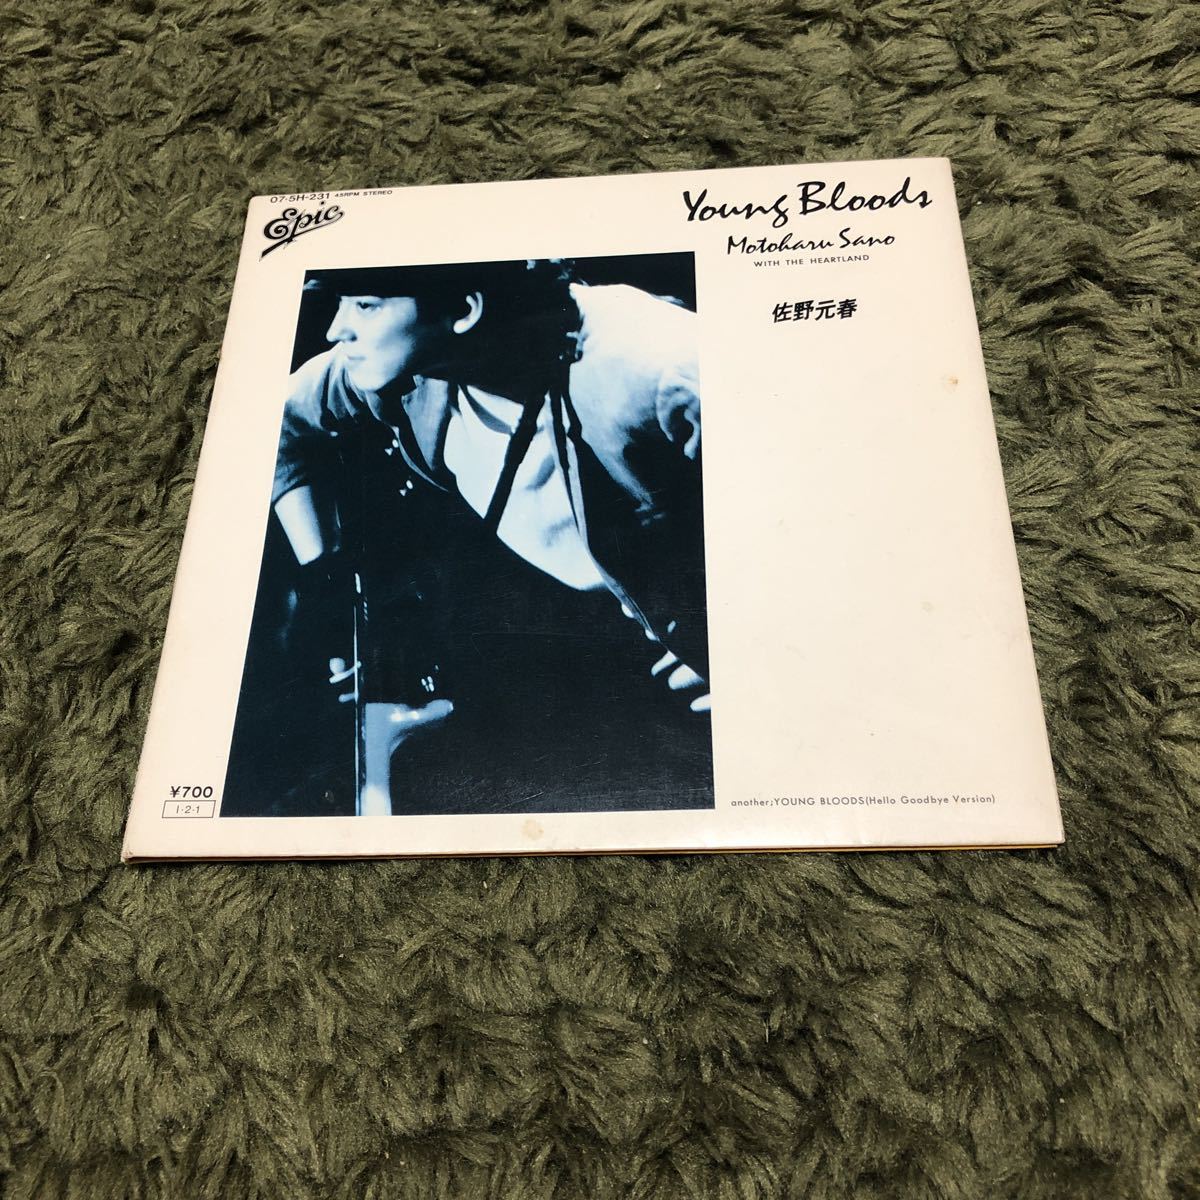 07·5H-231 45RPM STEREO
Epic
Young Bloods
Motoharu Sano
WITH THE HEARTLAND
佐野元春
¥700
1·2·1
another;YOUNG BLOODS(Hello Goodbye Version)